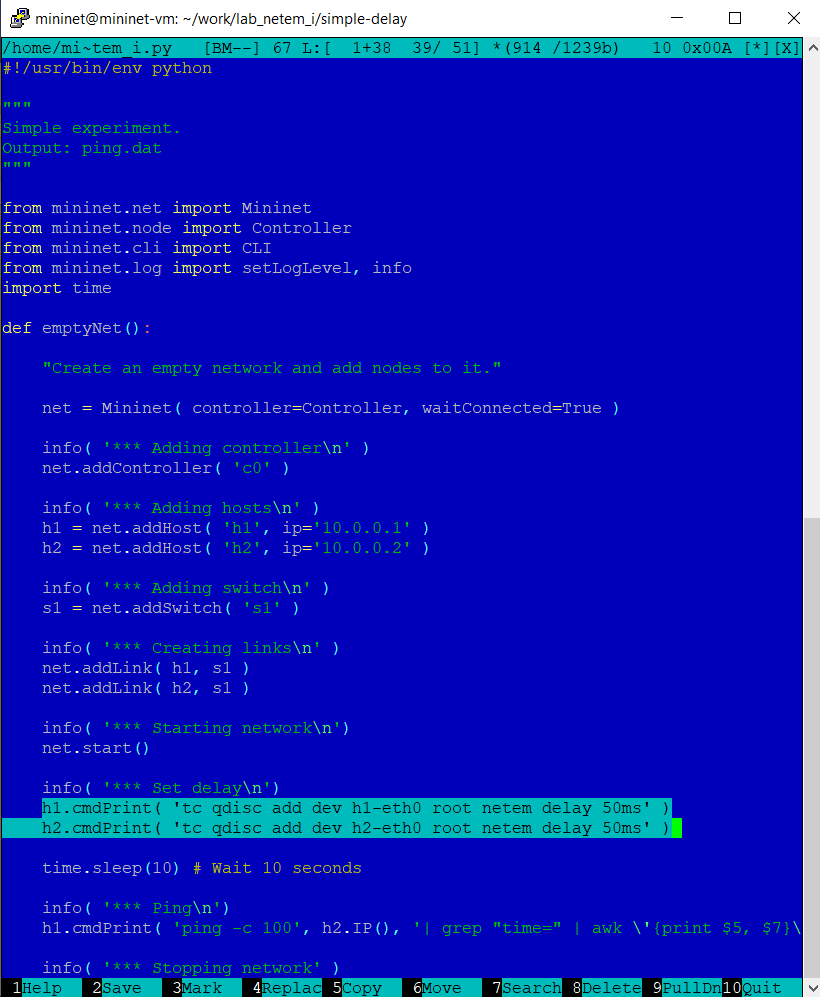 mininet@mininet-vm: ~/work/lab_netem_i/simple-delay
/home/mi~tem_i.py   [BM--] 67 L:[  1+38  39/ 51] *(914 /1239b)   10 0x00A [*][X]
#!/usr/bin/env python
"""
Simple experiment.
Output: ping.dat
"""
from mininet.net import Mininet
from mininet.node import Controller
from mininet.cli import CLI
from mininet.log import setLogLevel, info
import time
def emptyNet():
    "Create an empty network and add nodes to it."
    net = Mininet( controller=Controller, waitConnected=True )
    info( '*** Adding controller\n' )
    net.addController( 'c0' )
    info( '*** Adding hosts\n' )
    h1 = net.addHost( 'h1', ip='10.0.0.1' )
    h2 = net.addHost( 'h2', ip='10.0.0.2' )
    info( '*** Adding switch\n' )
    s1 = net.addSwitch( 's1' )
    info( '*** Creating links\n' )
    net.addLink( h1, s1 )
    net.addLink( h2, s1 )
    info( '*** Starting network\n')
    net.start()
    info( '*** Set delay\n')
    h1.cmdPrint( 'tc qdisc add dev h1-eth0 root netem delay 50ms' )
    h2.cmdPrint( 'tc qdisc add dev h2-eth0 root netem delay 50ms' )
    time.sleep(10) # Wait 10 seconds
    info( '*** Ping\n')
    h1.cmdPrint( 'ping -c 100', h2.IP(), '| grep "time=" | awk \'{print $5, $7}\
    info( '*** Stopping network' )
1Help 2Save 3Mark 4Replac 5Copy 6Move 7Search 8Delete 9PullDn 10Quit